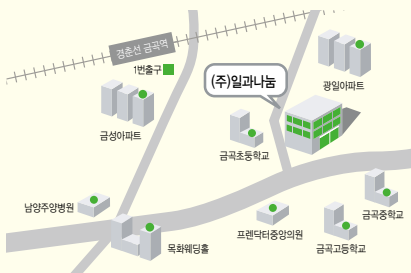 경춘선 금곡역
1번출구
광일아파트
(주)일과나눔
금성아파트
금곡초등학교
남양주양병원
금곡중학교
프렌닥터중앙의원
목화웨딩홀
금곡고등학교